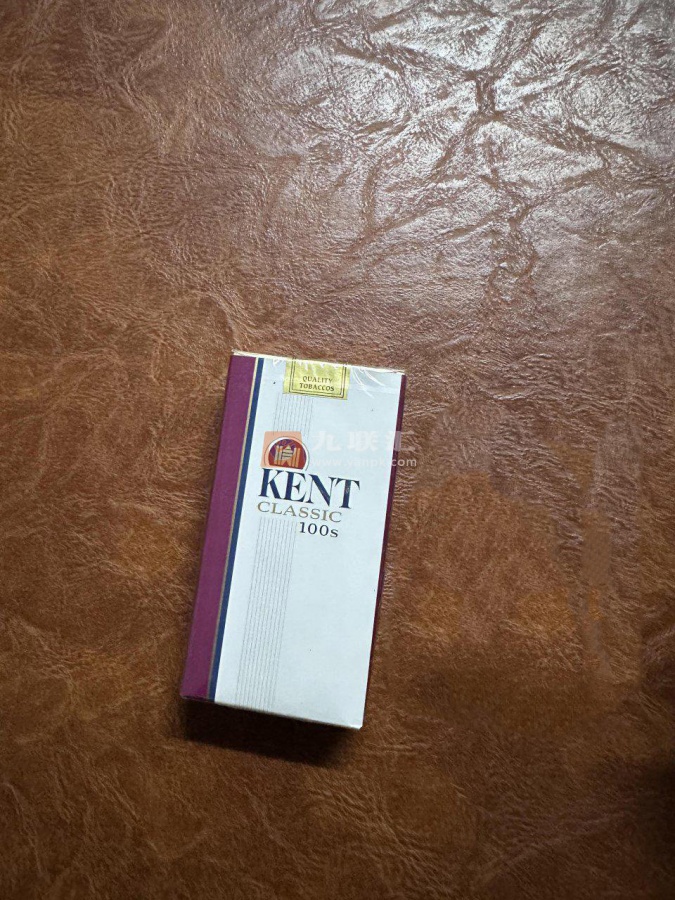 QUALITY
TOBACCOS
九联汇
KENT
CLASSIC
100s